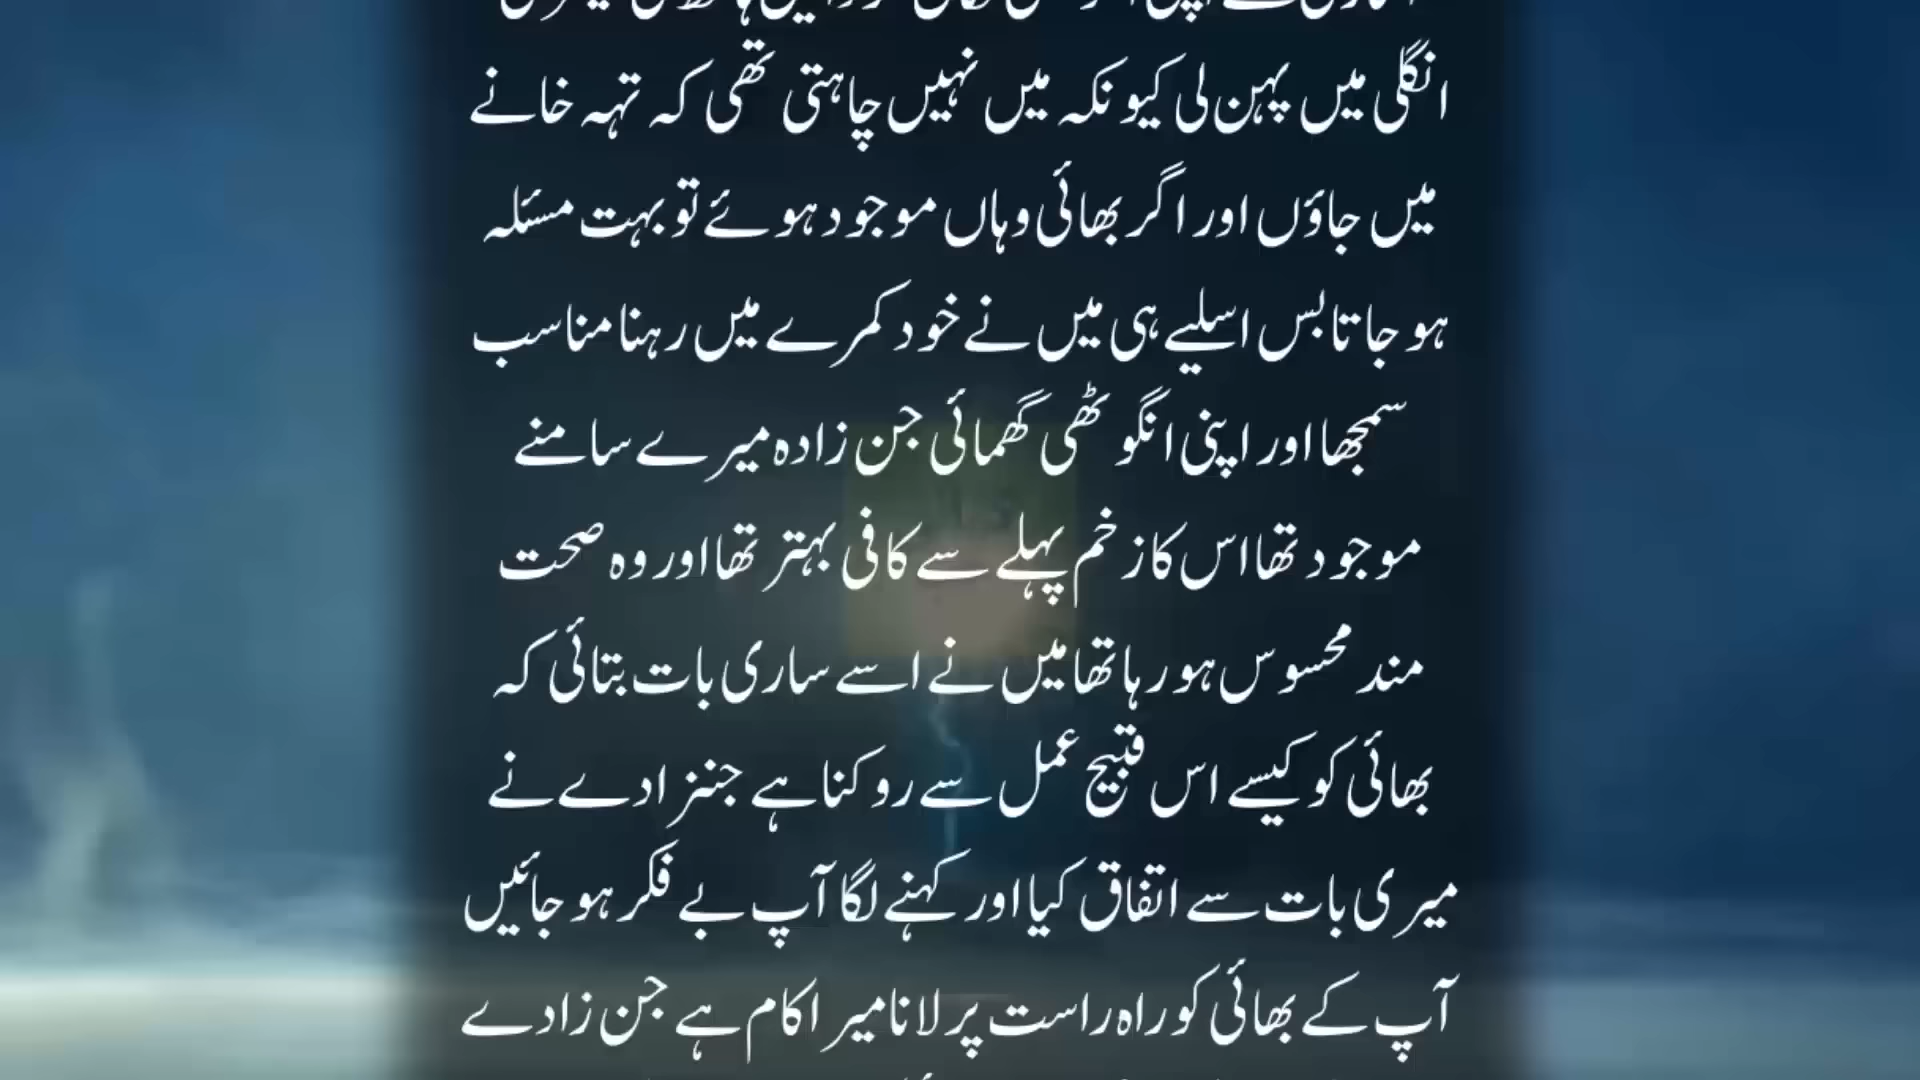 انگلی میں پہن لی کیونکہ میں نہیں چاہتی تھی کہ تہہ خانے
میں جاؤں اور اگر بھائی وہاں موجود ہوئے تو بہت مسئلہ
ہو جاتا بس اسلیے ہی میں نے خود کمرے میں رہنا مناسب
سمجھا اور اپنی انگوٹھی گھمائی جن زادہ میرے سامنے
موجود تھا اس کا زخم پہلے سے کافی بہتر تھا اور وہ صحت
مند محسوس ہو رہا تھا میں نے اسے ساری بات بتائی کہ
بھائی کو کیسے اس قبیح عمل سے روکنا ہے جنزادے نے
میری بات سے اتفاق کیا اور کہنے لگا آپ بے فکر ہو جائیں
آپ کے بھائی کو راہ راست پر لانا میرا کام ہے جن زادے